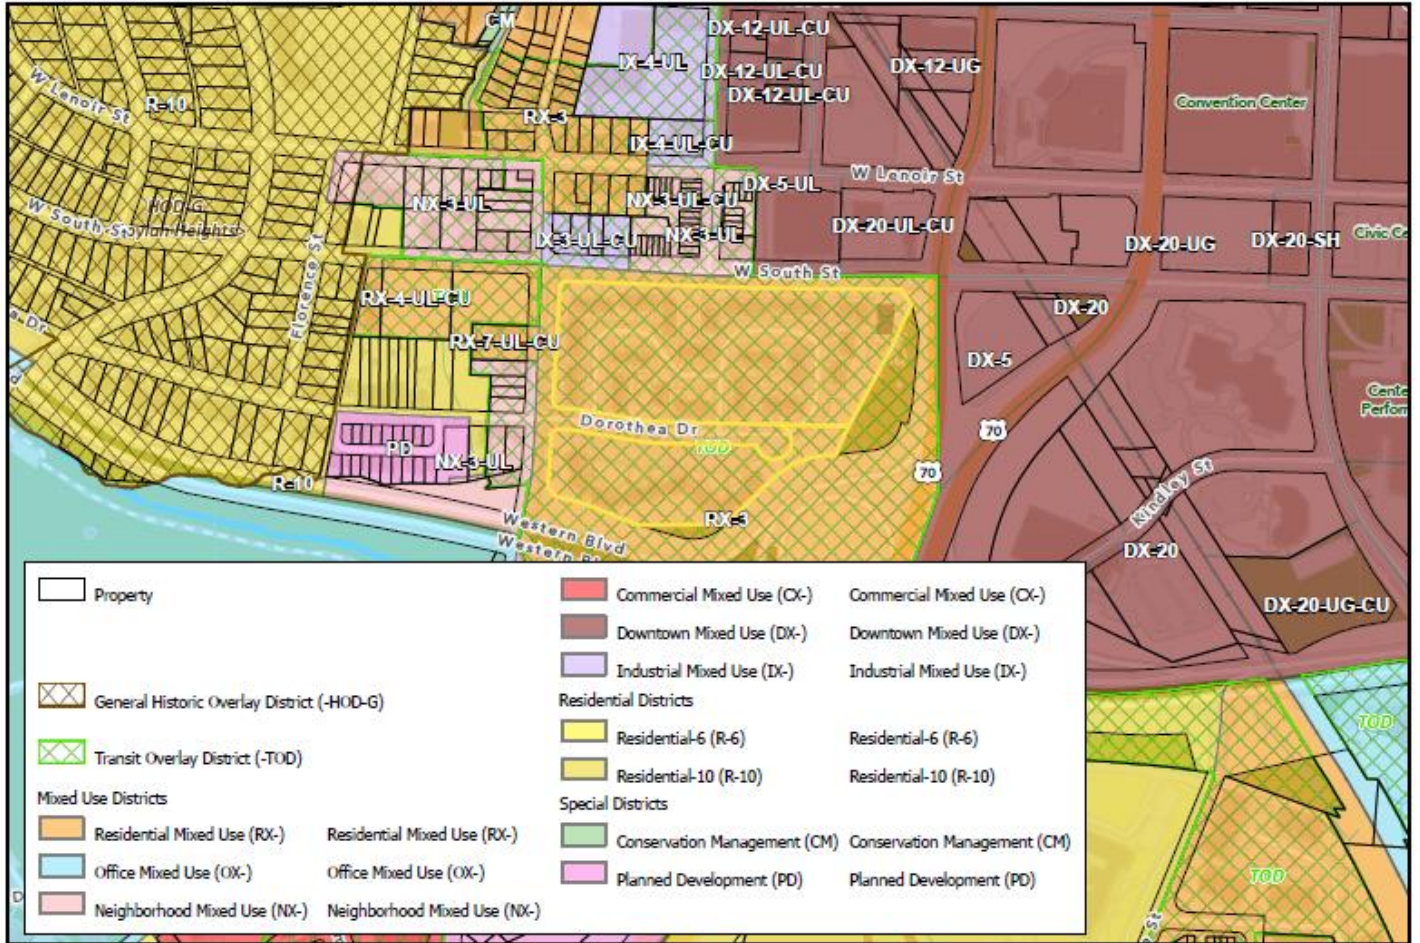 CM
DX-12-UL-CU
IX-4-UL
DX-12-UL-CU
DX-12-UG
DX-12-UL-CU
W Lenoir St
R-10
RX-3
Convention Center
IX-4-UL-CU
W Lenoir St
DX-5-UL
NX-3-UL
NX-3-UL-CU
HOD-G:
W South St
Boylan Heights
DX-20-UL-CU
IX-3-UL-CU
NX-3-UL
DX-20-UG
DX-20-SH
Civic Ce
W South St
RX-4-UL-CU
TOD
DX-20
Florence St
a Dr
RX-7-UL-CU
DX-5
Cente
Perfor
Dorothea Dr
TOD
70
PD
NX-3-UL
70
R-10
RX-3
Kindley St
Western Blvd
Western Bl
DX-20
DX-20-UG-CU
TOD
TOD
Property
General Historic Overlay District (-HOD-G)
Transit Overlay District (-TOD)
Mixed Use Districts
Residential Mixed Use (RX-) Residential Mixed Use (RX-)
Office Mixed Use (OX-) Office Mixed Use (OX-)
Neighborhood Mixed Use (NX-) Neighborhood Mixed Use (NX-)
Commercial Mixed Use (CX-) Commercial Mixed Use (CX-)
Downtown Mixed Use (DX-) Downtown Mixed Use (DX-)
Industrial Mixed Use (IX-) Industrial Mixed Use (IX-)
Residential Districts
Residential-6 (R-6) Residential-6 (R-6)
Residential-10 (R-10) Residential-10 (R-10)
Special Districts
Conservation Management (CM) Conservation Management (CM)
Planned Development (PD) Planned Development (PD)
D
St